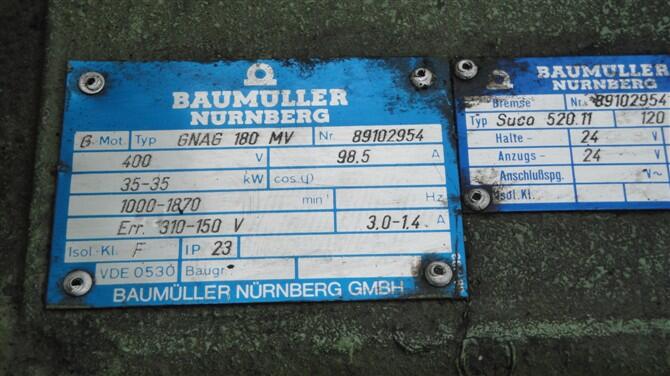 BAUMÜLLER
NÜRNBERG
G Mot. Typ GNAG 180 MV Nr. 89102954
400 V 98.5 A
35-35 kW cos φ
1000-1870 min⁻¹ Hz
Err. 310-150 V 3.0-1.4 A
Isol.-Kl. F IP 23
VDE 0530 Baugr.
BAUMÜLLER NÜRNBERG GMBH
BAUMÜLLER
NÜRNBERG
Bremse Nr. 89102954
Typ Suco 520.11 120
Halte- 24
Anzugs- 24
Anschlußspg. V~
Isol.Kl.